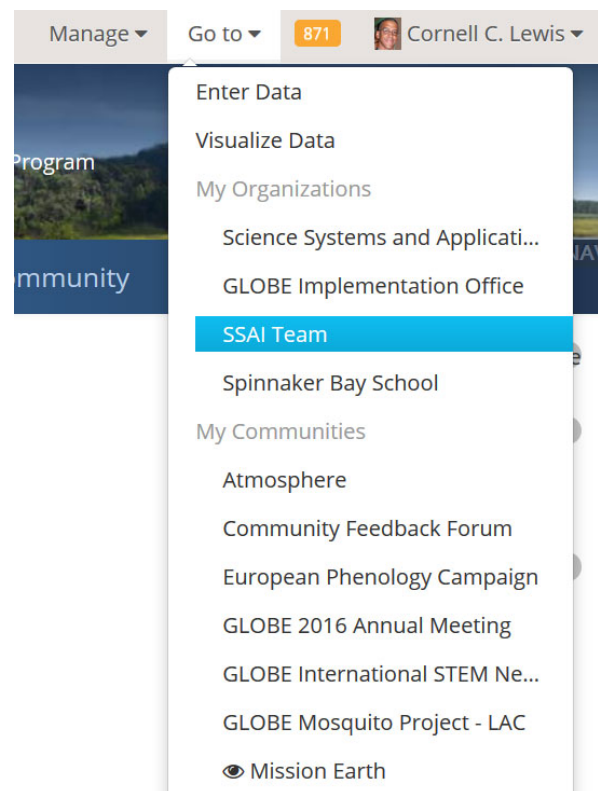 Manage
Go to
871
Cornell C. Lewis
Enter Data
Visualize Data
Program
My Organizations
Science Systems and Applicati...
mmunity
GLOBE Implementation Office
SSAI Team
Spinnaker Bay School
My Communities
Atmosphere
Community Feedback Forum
European Phenology Campaign
GLOBE 2016 Annual Meeting
GLOBE International STEM Ne...
GLOBE Mosquito Project - LAC
Mission Earth